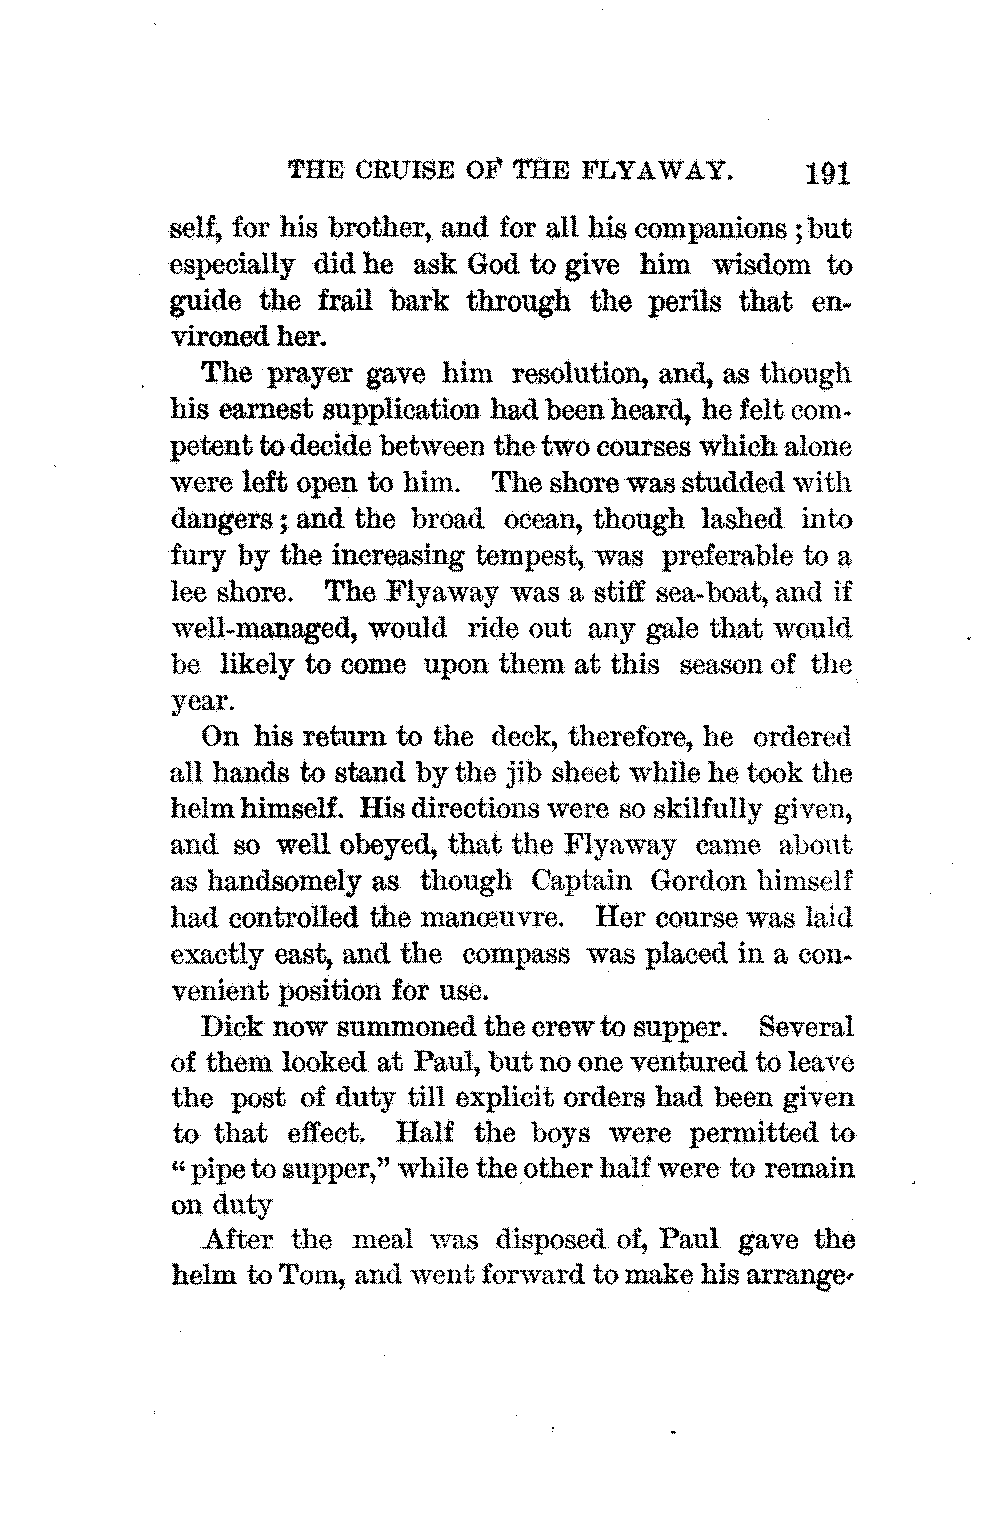 THE CRUISE OF THE FLYAWAY. 191
self, for his brother, and for all his companions ; but
especially did he ask God to give him wisdom to
guide the frail bark through the perils that en-
vironed her.
The prayer gave him resolution, and, as though
his earnest supplication had been heard, he felt com-
petent to decide between the two courses which alone
were left open to him. The shore was studded with
dangers ; and the broad ocean, though lashed into
fury by the increasing tempest, was preferable to a
lee shore. The Flyaway was a stiff sea-boat, and if
well-managed, would ride out any gale that would
be likely to come upon them at this season of the
year.
On his return to the deck, therefore, he ordered
all hands to stand by the jib sheet while he took the
helm himself. His directions were so skilfully given,
and so well obeyed, that the Flyaway came about
as handsomely as though Captain Gordon himself
had controlled the manœuvre. Her course was laid
exactly east, and the compass was placed in a con-
venient position for use.
Dick now summoned the crew to supper. Several
of them looked at Paul, but no one ventured to leave
the post of duty till explicit orders had been given
to that effect. Half the boys were permitted to
“ pipe to supper,” while the other half were to remain
on duty
After the meal was disposed of, Paul gave the
helm to Tom, and went forward to make his arrange-